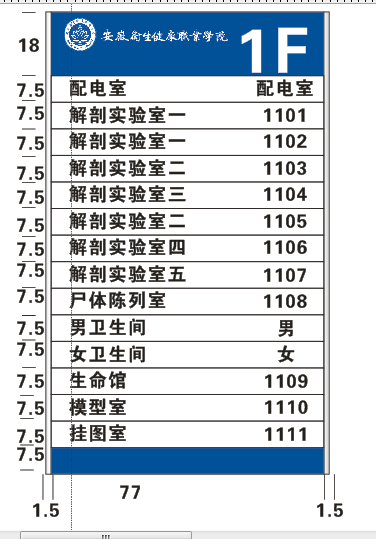 安徽卫生健康职业学院 1F
18
7.5 配电室 配电室
7.5 解剖实验室一 1101
7.5 解剖实验室一 1102
7.5 解剖实验室二 1103
7.5 解剖实验室三 1104
7.5 解剖实验室二 1105
7.5 解剖实验室四 1106
7.5 解剖实验室五 1107
7.5 尸体陈列室 1108
7.5 男卫生间 男
7.5 女卫生间 女
7.5 生命馆 1109
7.5 模型室 1110
7.5 挂图室 1111
7.5
77
1.5 1.5